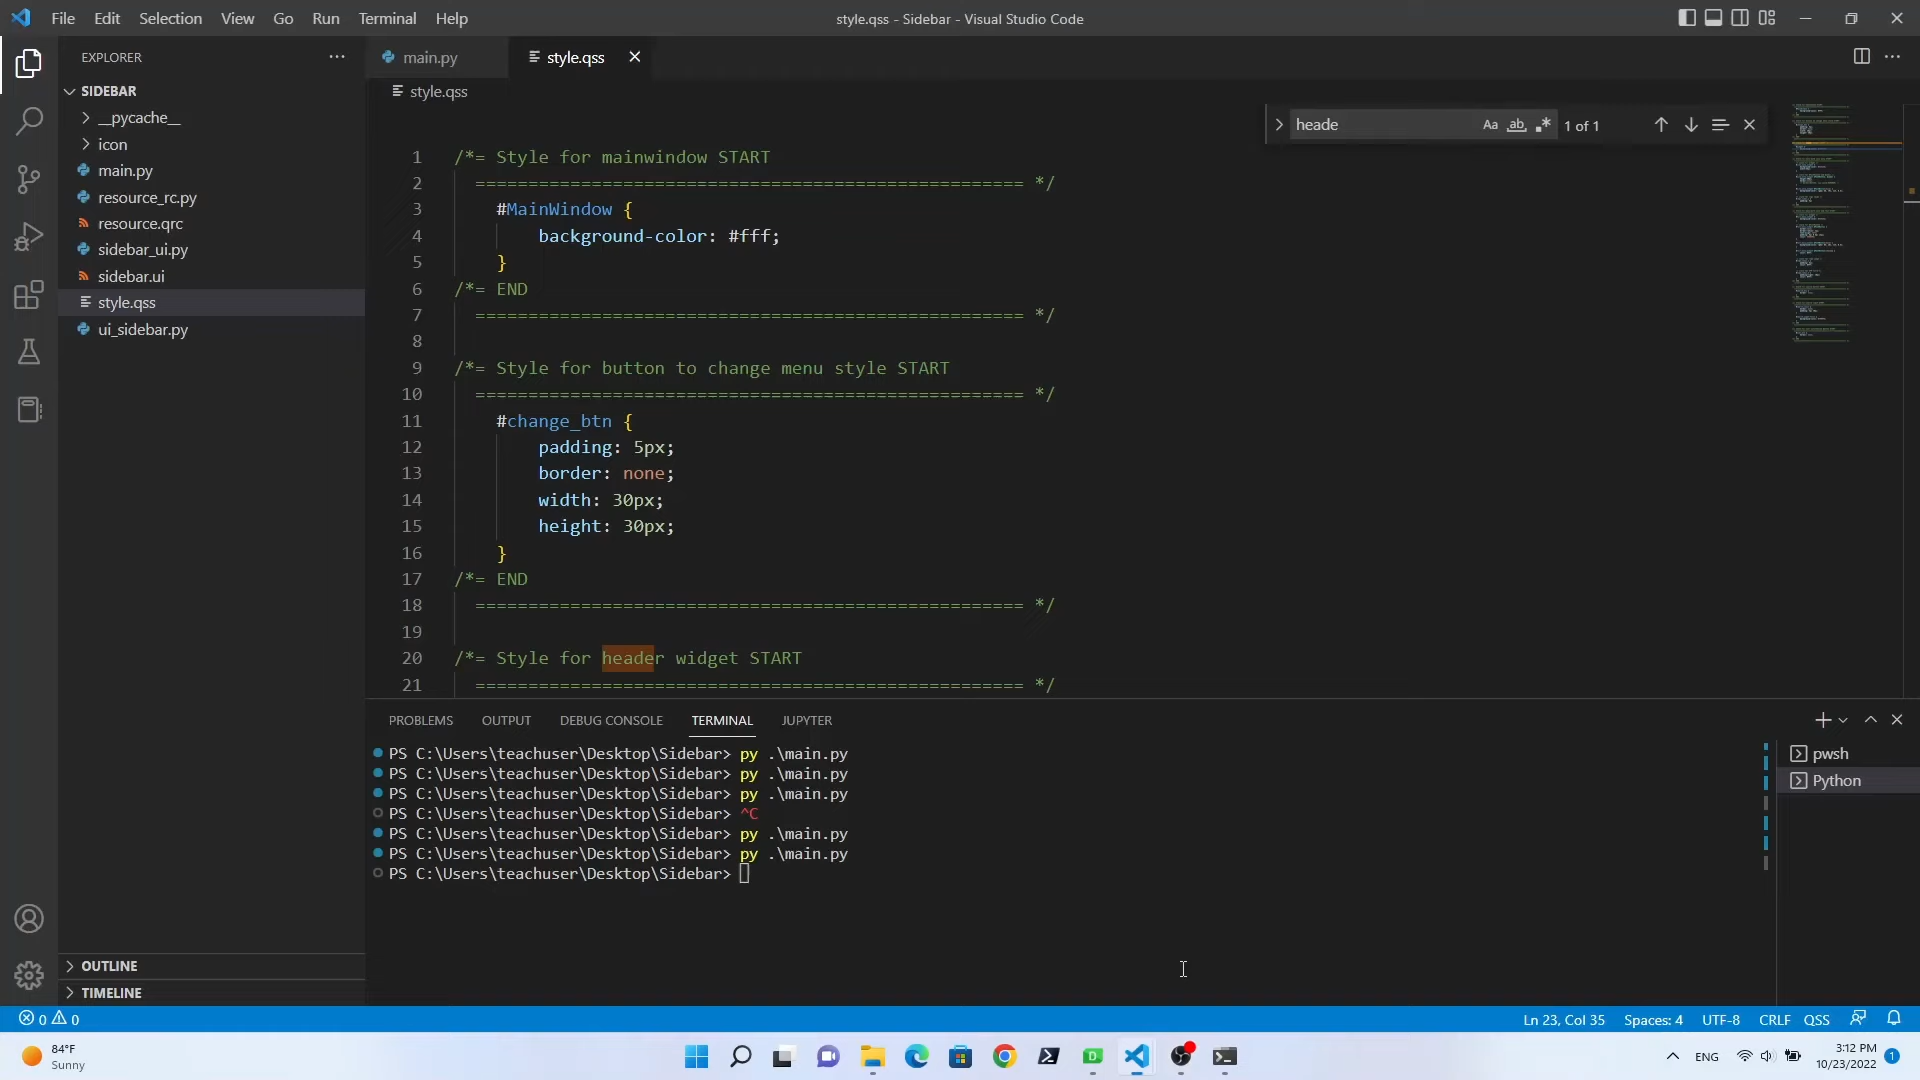 File Edit Selection View Go Run Terminal Help
style.qss - Sidebar - Visual Studio Code
EXPLORER
SIDEBAR
__pycache__
icon
main.py
resource_rc.py
resource.qrc
sidebar_ui.py
sidebar.ui
style.qss
ui_sidebar.py
OUTLINE
TIMELINE
main.py
style.qss
style.qss
heade
Aa ab
1 of 1
1 /*= Style for mainwindow START
2 ==================================================== */
3 #MainWindow {
4 background-color: #fff;
5 }
6 /*= END
7 ==================================================== */
8
9 /*= Style for button to change menu style START
10 ==================================================== */
11 #change_btn {
12 padding: 5px;
13 border: none;
14 width: 30px;
15 height: 30px;
16 }
17 /*= END
18 ==================================================== */
19
20 /*= Style for header widget START
21 ==================================================== */
PROBLEMS OUTPUT DEBUG CONSOLE TERMINAL JUPYTER
PS C:\Users\teachuser\Desktop\Sidebar> py .\main.py
PS C:\Users\teachuser\Desktop\Sidebar> py .\main.py
PS C:\Users\teachuser\Desktop\Sidebar> py .\main.py
PS C:\Users\teachuser\Desktop\Sidebar> ^C
PS C:\Users\teachuser\Desktop\Sidebar> py .\main.py
PS C:\Users\teachuser\Desktop\Sidebar> py .\main.py
PS C:\Users\teachuser\Desktop\Sidebar>
pwsh
Python
0 0
Ln 23, Col 35 Spaces: 4 UTF-8 CRLF QSS
84°F
Sunny
ENG
3:12 PM
10/23/2022
1